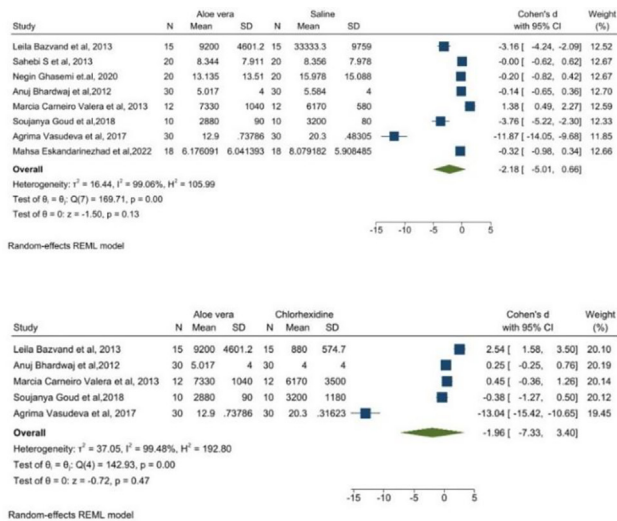 Aloe vera Saline Cohen's d Weight
Study N Mean SD N Mean SD with 95% CI (%)
Leila Bazvand et al, 2013 15 9200 4601.2 15 33333.3 9759 -3.16 [ -4.24, -2.09] 12.52
Sahebi S et al, 2013 20 8.344 7.911 20 8.356 7.978 -0.00 [ -0.62, 0.62] 12.67
Negin Ghasemi et.al, 2020 20 13.135 13.51 20 15.978 15.088 -0.20 [ -0.82, 0.42] 12.67
Anuj Bhardwaj et al,2012 30 5.017 4 30 5.584 4 -0.14 [ -0.65, 0.36] 12.70
Marcia Carneiro Valera et al, 2013 12 7330 1040 12 6170 580 1.38 [ 0.49, 2.27] 12.59
Soujanya Goud et,2018 10 2880 90 10 3200 80 -3.76 [ -5.22, -2.30] 12.33
Agrima Vasudeva et al, 2017 30 12.9 .73786 30 20.3 .48305 -11.87 [ -14.05, -9.68] 11.85
Mahsa Eskandarinezhad et al,2022 18 6.176091 6.041393 18 8.079182 5.908485 -0.32 [ -0.98, 0.34] 12.66
Overall -2.18 [ -5.01, 0.66]
Heterogeneity: τ² = 16.44, I² = 99.06%, H² = 105.99
Test of θᵢ = θⱼ: Q(7) = 169.71, p = 0.00
Test of θ = 0: z = -1.50, p = 0.13
-15 -10 -5 0 5
Random-effects REML model
Aloe vera Chlorhexidine Cohen's d Weight
Study N Mean SD N Mean SD with 95% CI (%)
Leila Bazvand et al, 2013 15 9200 4601.2 15 880 574.7 2.54 [ 1.58, 3.50] 20.10
Anuj Bhardwaj et al,2012 30 5.017 4 30 4 4 0.25 [ -0.25, 0.76] 20.19
Marcia Carneiro Valera et al, 2013 12 7330 1040 12 6170 3500 0.45 [ -0.36, 1.26] 20.14
Soujanya Goud et al,2018 10 2880 90 10 3200 1180 -0.38 [ -1.27, 0.50] 20.12
Agrima Vasudeva et al, 2017 30 12.9 .73786 30 20.3 .31623 -13.04 [ -15.42, -10.65] 19.45
Overall -1.96 [ -7.33, 3.40]
Heterogeneity: τ² = 37.05, I² = 99.48%, H² = 192.80
Test of θᵢ = θⱼ: Q(4) = 142.93, p = 0.00
Test of θ = 0: z = -0.72, p = 0.47
-15 -10 -5 0 5
Random-effects REML model